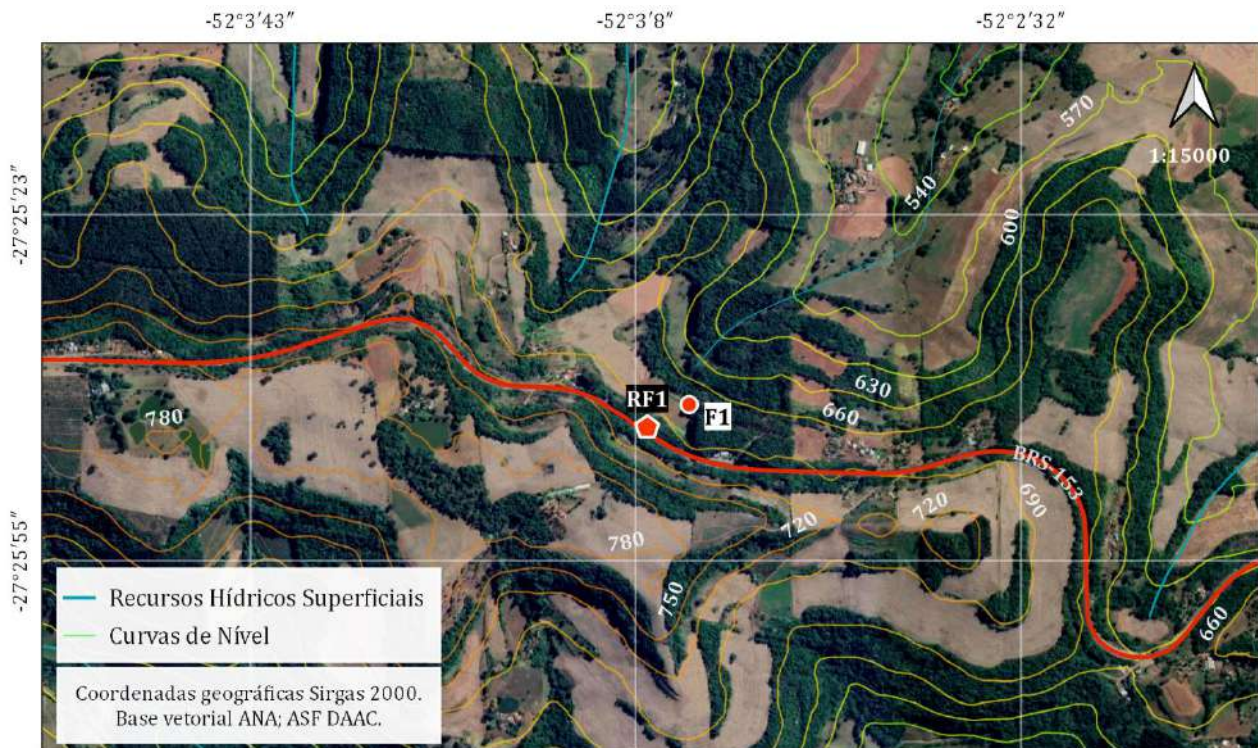 -52°3′43″
-52°3′8″
-52°2′32″
570
1:15000
-27°25′23″
540
600
630
RF1
F1
660
780
BRS-153
720
720
690
780
-27°25′55″
750
660
Recursos Hídricos Superficiais
Curvas de Nível
Coordenadas geográficas Sirgas 2000.
Base vetorial ANA; ASF DAAC.